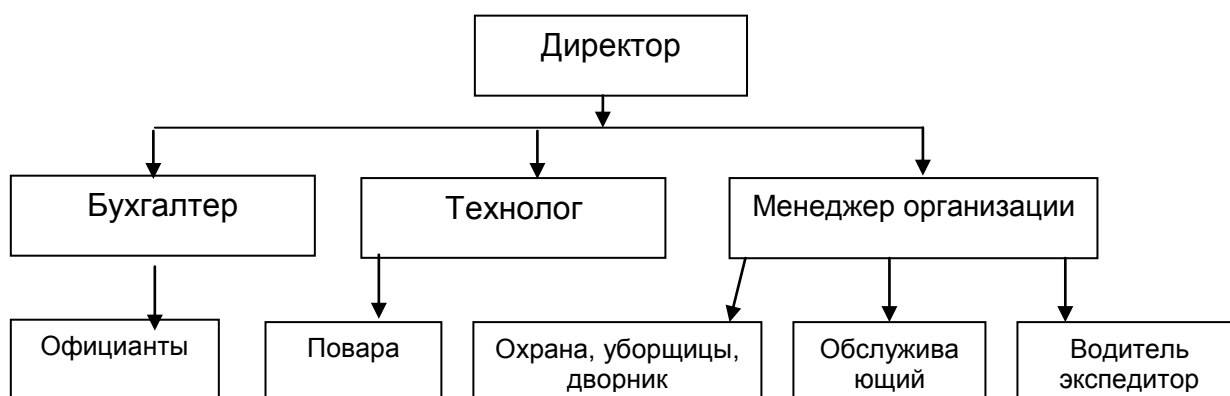 Директор
Бухгалтер
Технолог
Менеджер организации
Официанты
Повара
Охрана, уборщицы,
дворник
Обслужива
ющий
Водитель
экспедитор